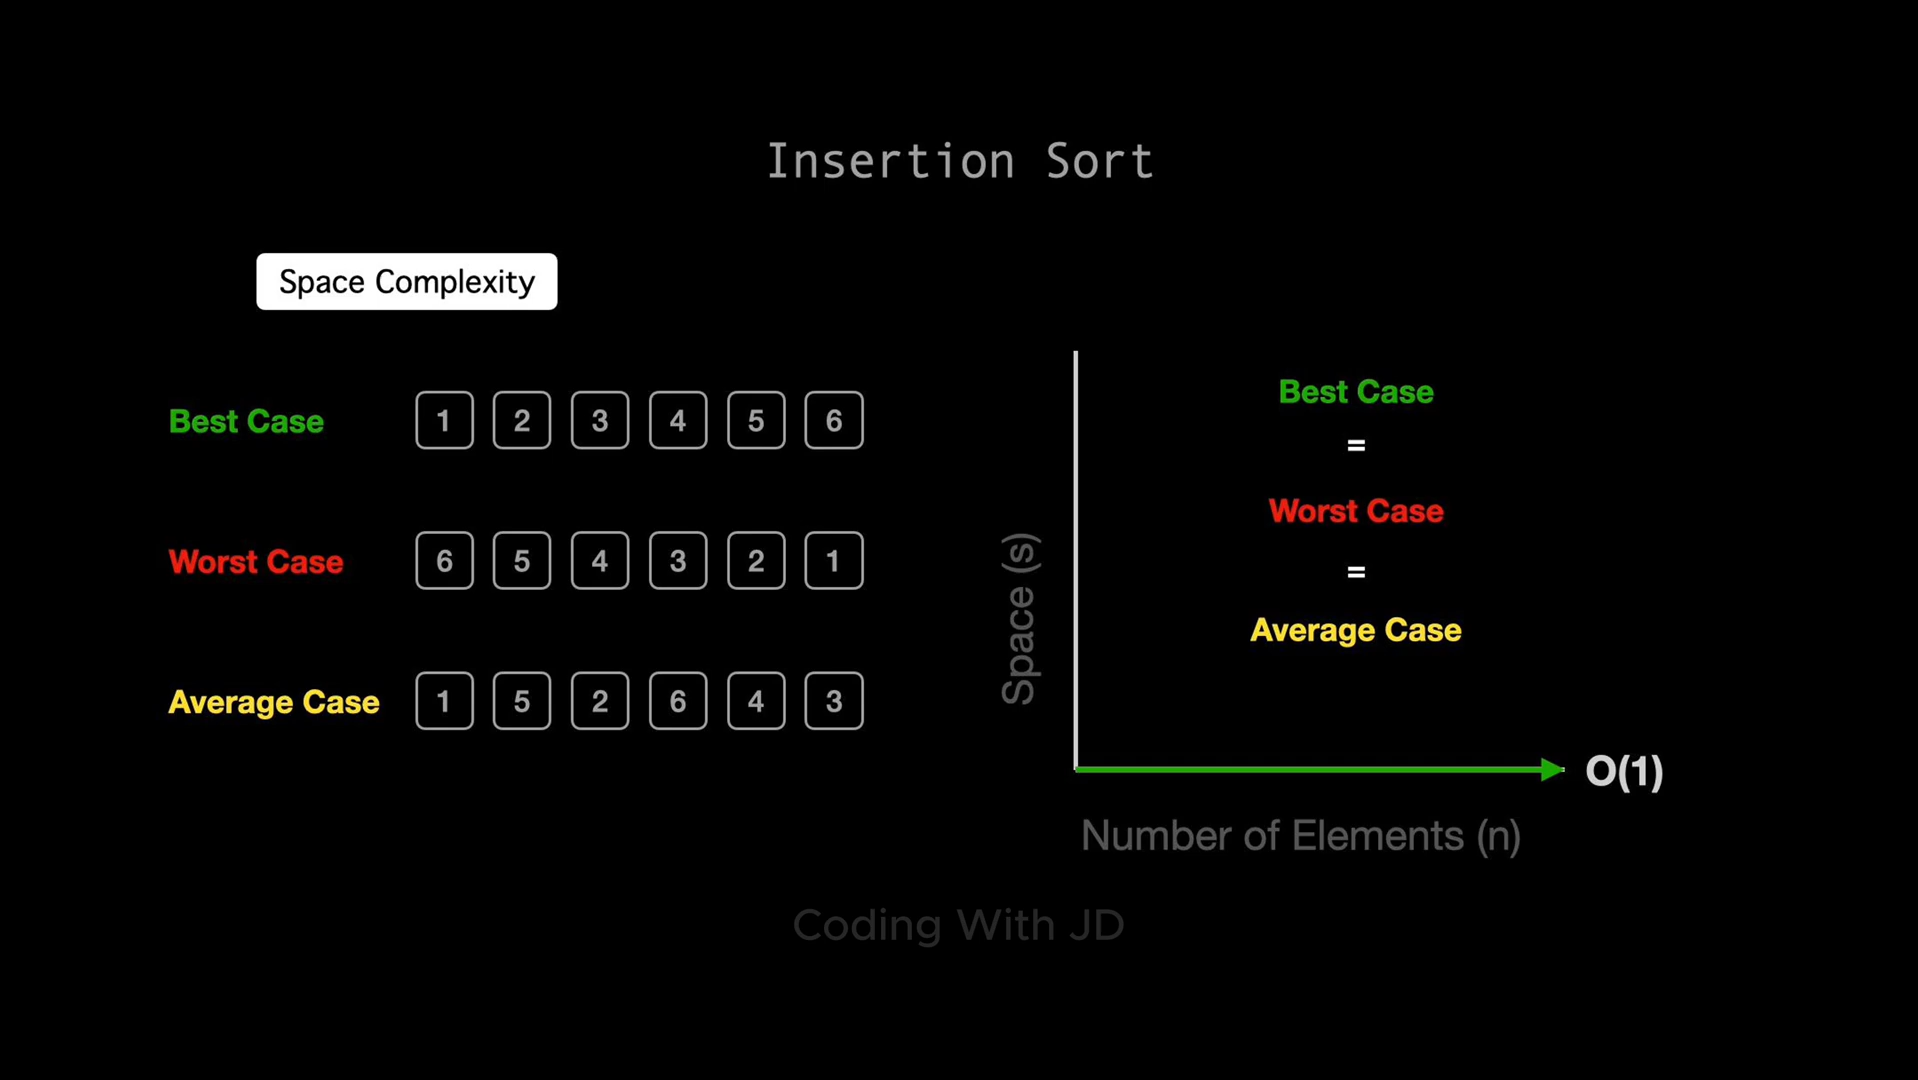 Insertion Sort
Space Complexity
Best Case 1 2 3 4 5 6
Worst Case 6 5 4 3 2 1
Average Case 1 5 2 6 4 3
Space (s)
Best Case
=
Worst Case
=
Average Case
O(1)
Number of Elements (n)
Coding With JD